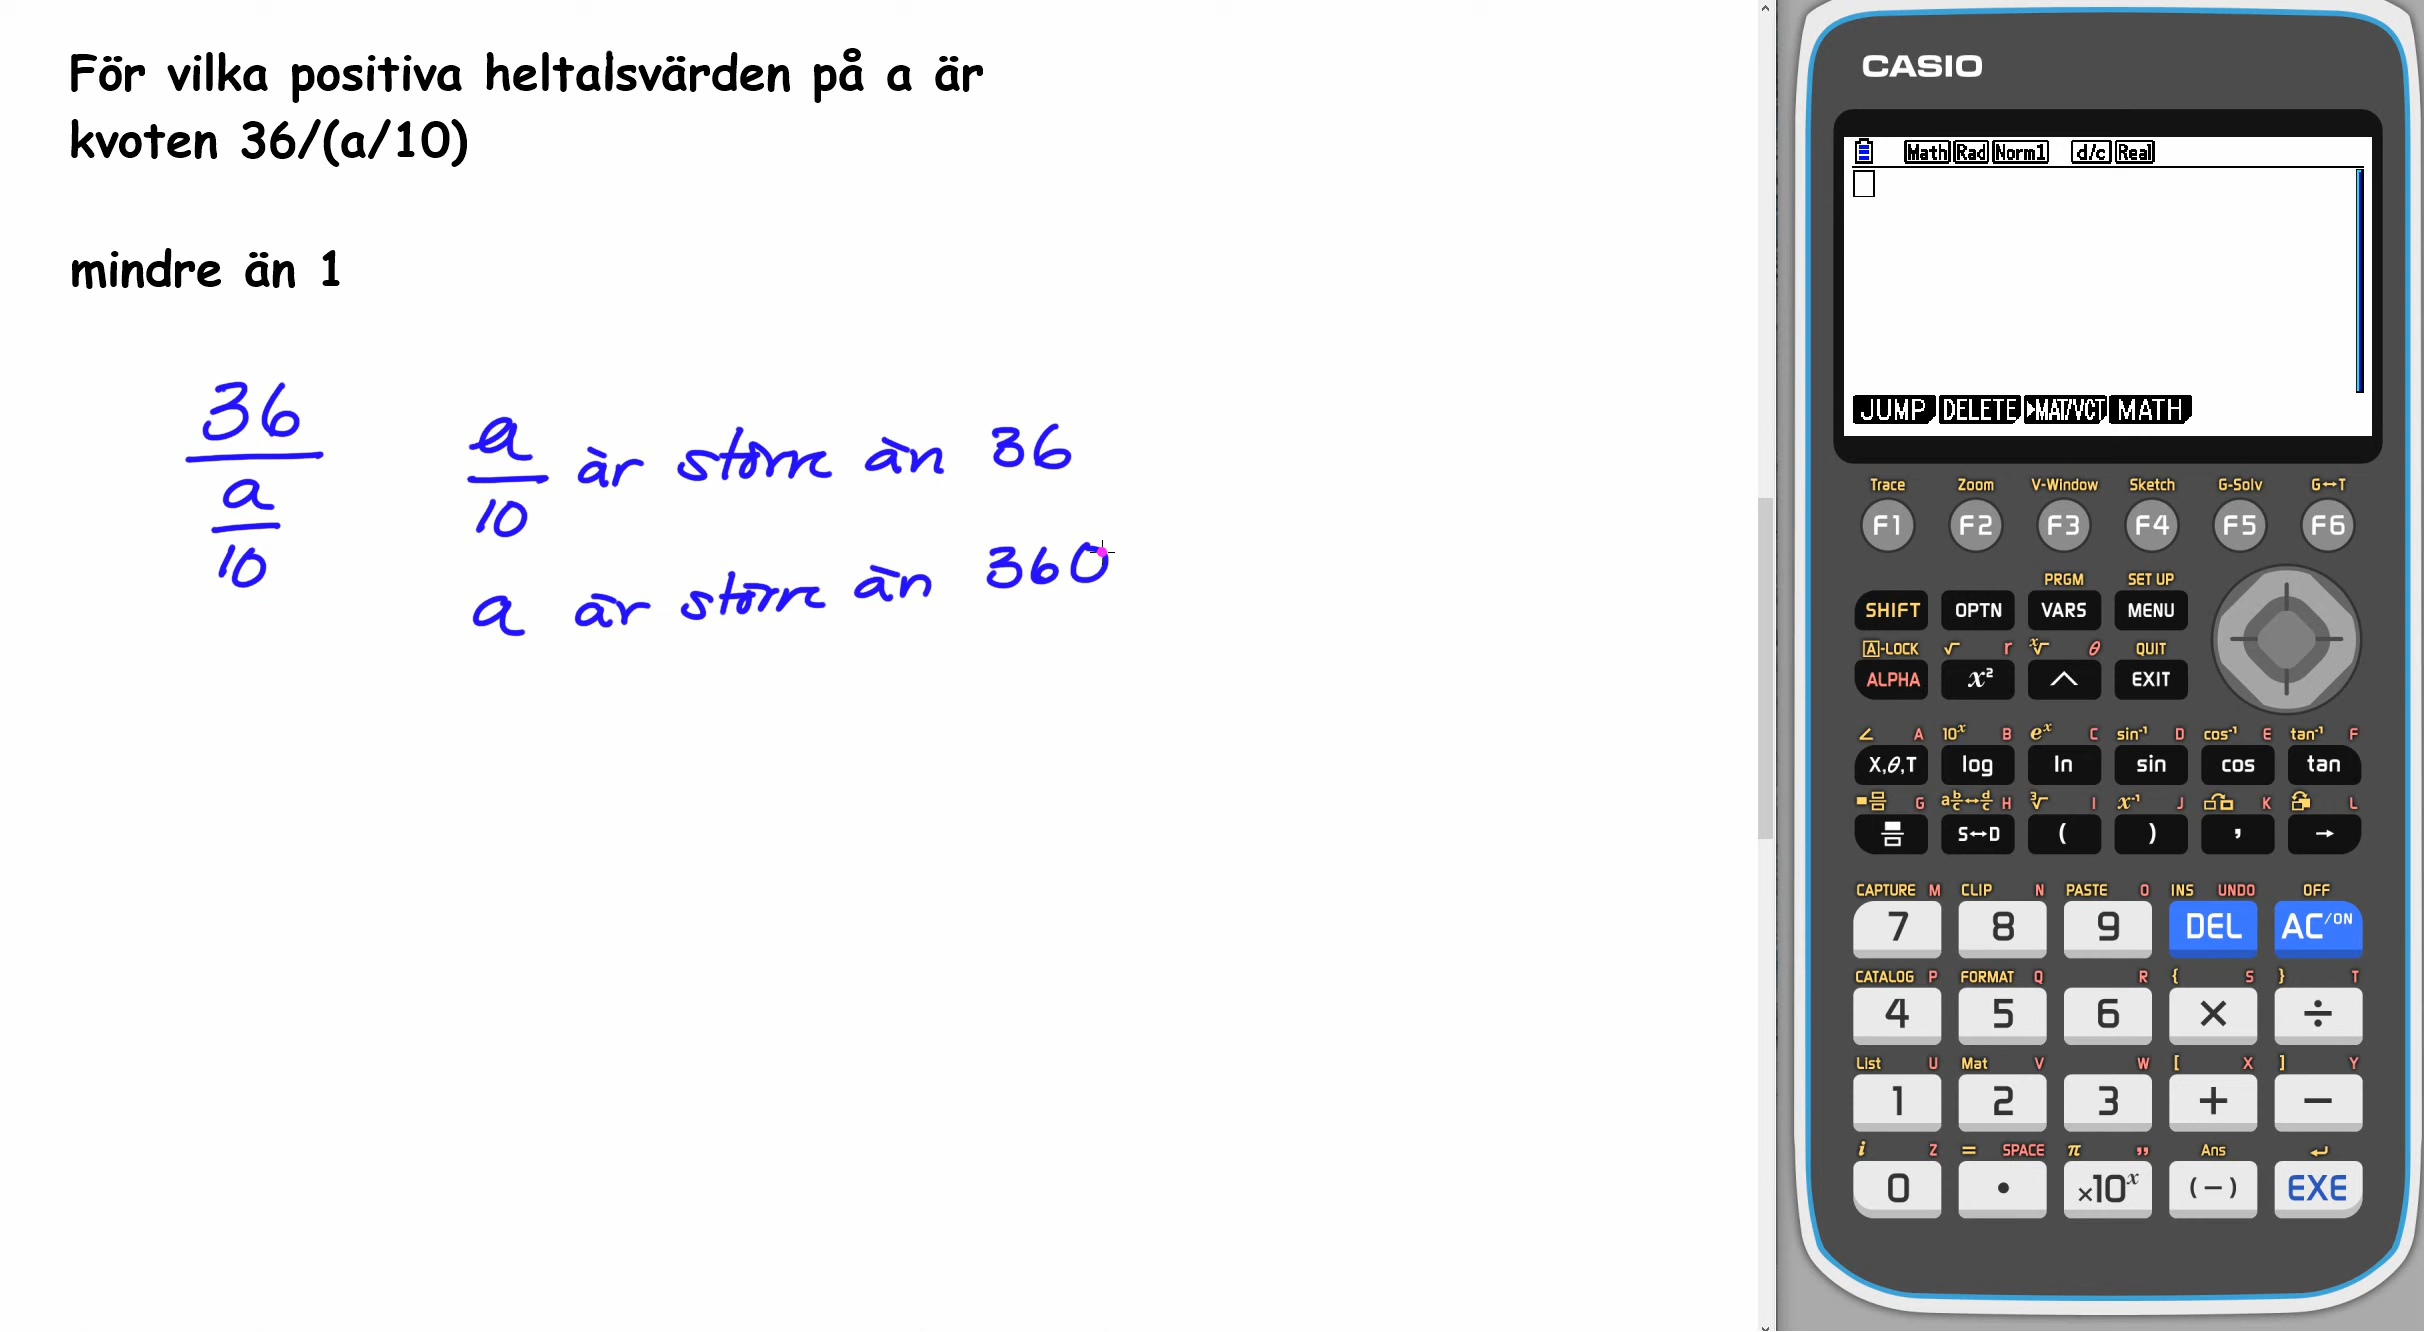 För vilka positiva heltalsvärden på a är
kvoten 36/(a/10)
mindre än 1
36
a
10
a
10
är större än 36
a är större än 360
CASIO
Math Rad Norm1 d/c Real
JUMP DELETE ▶MAT/VCT MATH
Trace Zoom V-Window Sketch G-Solv G↔T
F1 F2 F3 F4 F5 F6
PRGM SET UP
SHIFT OPTN VARS MENU
A-LOCK √ r ˣ√ θ QUIT
ALPHA x² ^ EXIT
∠ A 10ˣ B eˣ C sin⁻¹ D cos⁻¹ E tan⁻¹ F
X,θ,T log ln sin cos tan
G a b/c↔d/c H ³√ I x⁻¹ J K L
S↔D ( ) , →
CAPTURE M CLIP N PASTE O INS UNDO OFF
7 8 9 DEL AC/ON
CATALOG P FORMAT Q R { S } T
4 5 6 × ÷
List U Mat V W [ X ] Y
1 2 3 + −
i Z = SPACE π " Ans ↵
0 • ×10ˣ (−) EXE